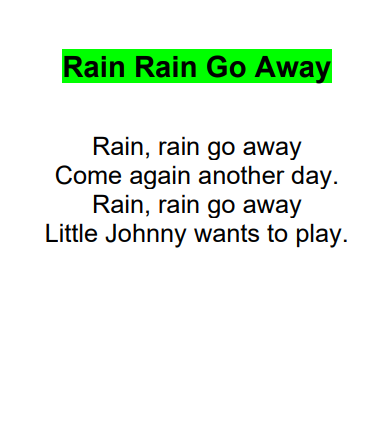 Rain Rain Go Away
Rain, rain go away
Come again another day.
Rain, rain go away
Little Johnny wants to play.